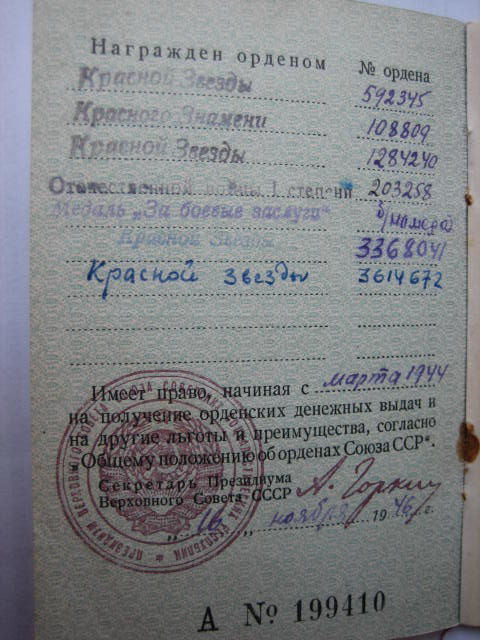 Награжден орденом № ордена
Красной Звезды 592345
Красного Знамени 108809
Красной Звезды 1284240
Отечественной войны I степени 203258
Медаль „За боевые заслуги“ б/номера
Красной Звезды 3368041
Красной звезды 3614672
Имеет право, начиная с марта 1944
на получение орденских денежных выдач и
на другие льготы и преимущества, согласно
„Общему положению об орденах Союза ССР“.
Секретарь Президиума
Верховного Совета СССР А. Горкин
„16“ ноября 1946 г.
А № 199410